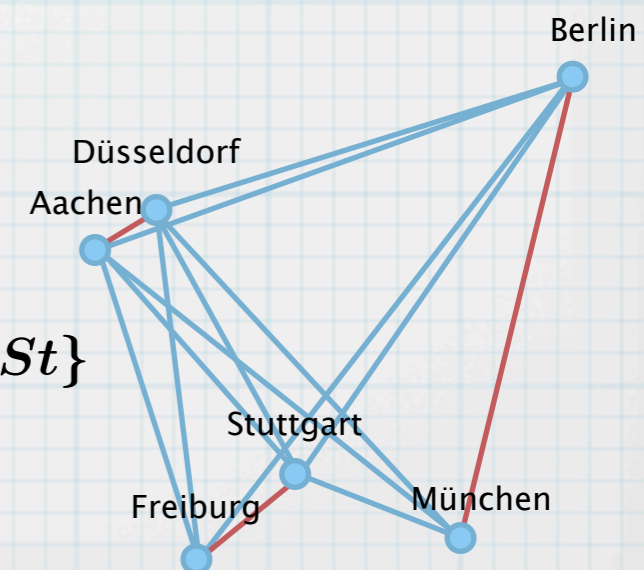 Berlin
Düsseldorf
Aachen
St}
Stuttgart
München
Freiburg